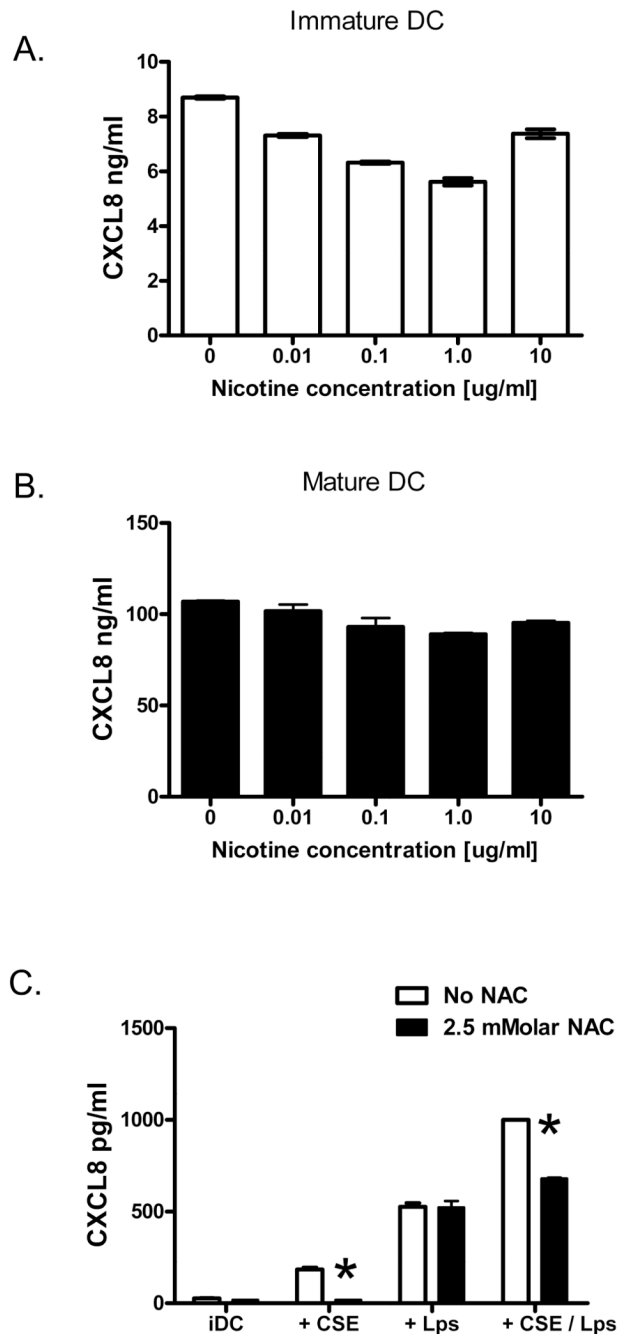 A.
Immature DC
CXCL8 ng/ml
10
8
6
4
2
0
0 0.01 0.1 1.0 10
Nicotine concentration [ug/ml]
B.
Mature DC
CXCL8 ng/ml
150
100
50
0
0 0.01 0.1 1.0 10
Nicotine concentration [ug/ml]
C.
No NAC
2.5 mMolar NAC
CXCL8 pg/ml
1500
1000
500
0
*
*
iDC + CSE + Lps + CSE / Lps